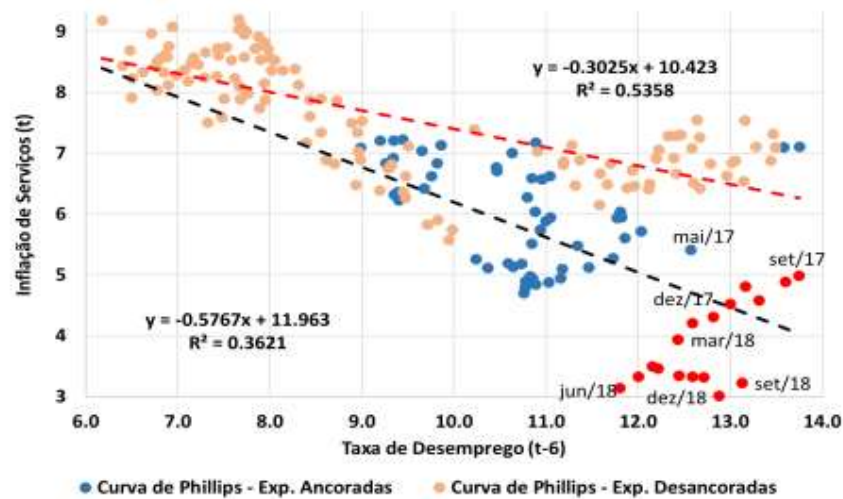 Inflação de Serviços (t)
9
8
7
6
5
4
3
y = -0.3025x + 10.423
R² = 0.5358
y = -0.5767x + 11.963
R² = 0.3621
mai/17
set/17
dez/17
mar/18
jun/18
dez/18
set/18
6.0 7.0 8.0 9.0 10.0 11.0 12.0 13.0 14.0
Taxa de Desemprego (t-6)
Curva de Phillips - Exp. Ancoradas Curva de Phillips - Exp. Desancoradas